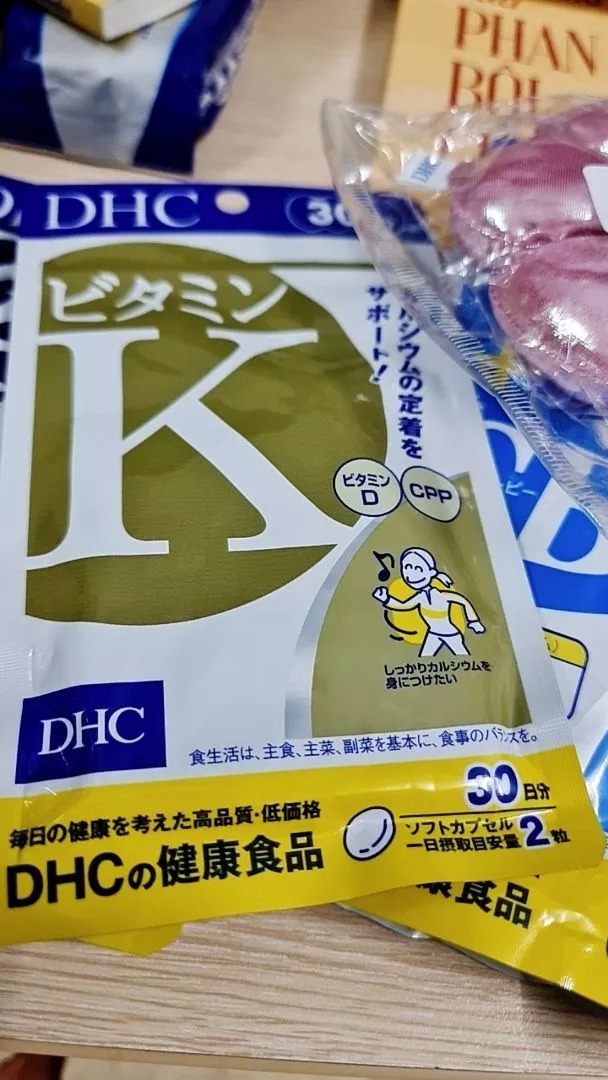 PHAN
BỘI
DHC
30
ビタミン
K
ルシウムの定着を
サポート!
ビタミン
D
CPP
しっかりカルシウムを
身につけたい
DHC
食生活は、主食、主菜、副菜を基本に、食事のバランスを。
毎日の健康を考えた高品質・低価格
DHCの健康食品
30日分
ソフトカプセル
一日摂取目安量 2粒
康食品